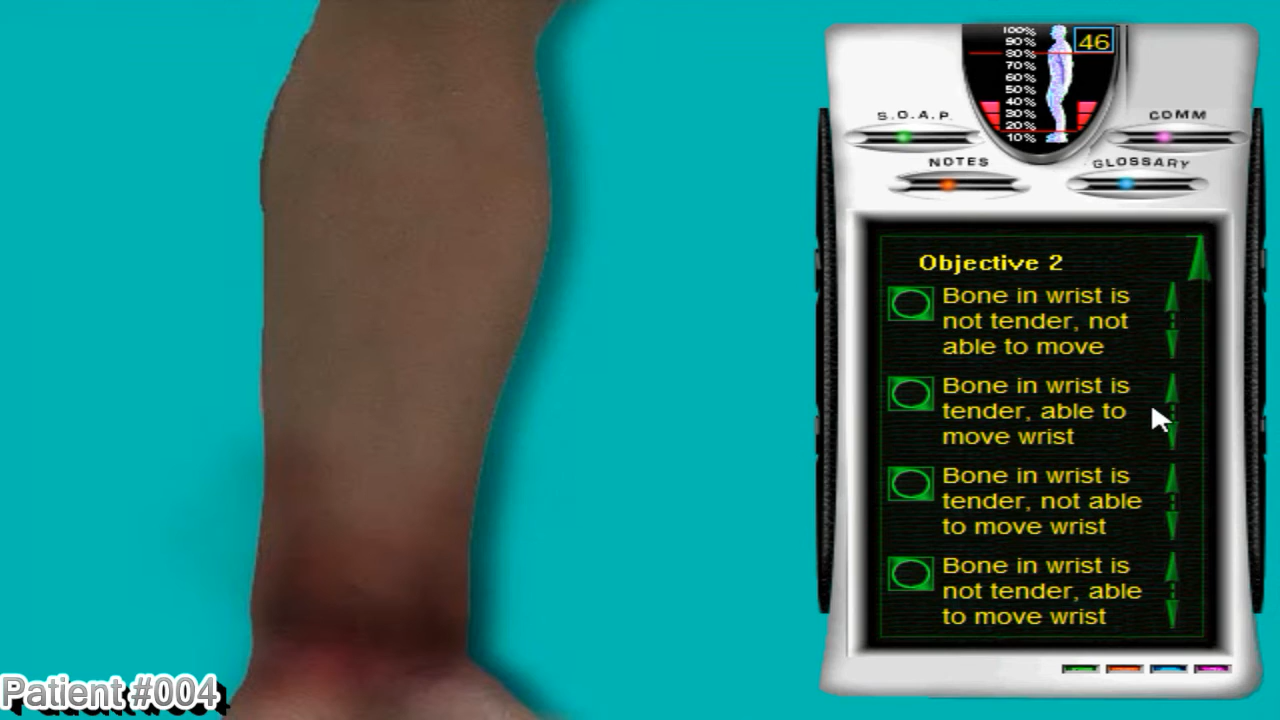 100%
90%
80%
70%
60%
50%
40%
30%
20%
10%
46
S.O.A.P.
COMM
NOTES
GLOSSARY
Objective 2
Bone in wrist is
not tender, not
able to move
Bone in wrist is
tender, able to
move wrist
Bone in wrist is
tender, not able
to move wrist
Bone in wrist is
not tender, able
to move wrist
Patient #004